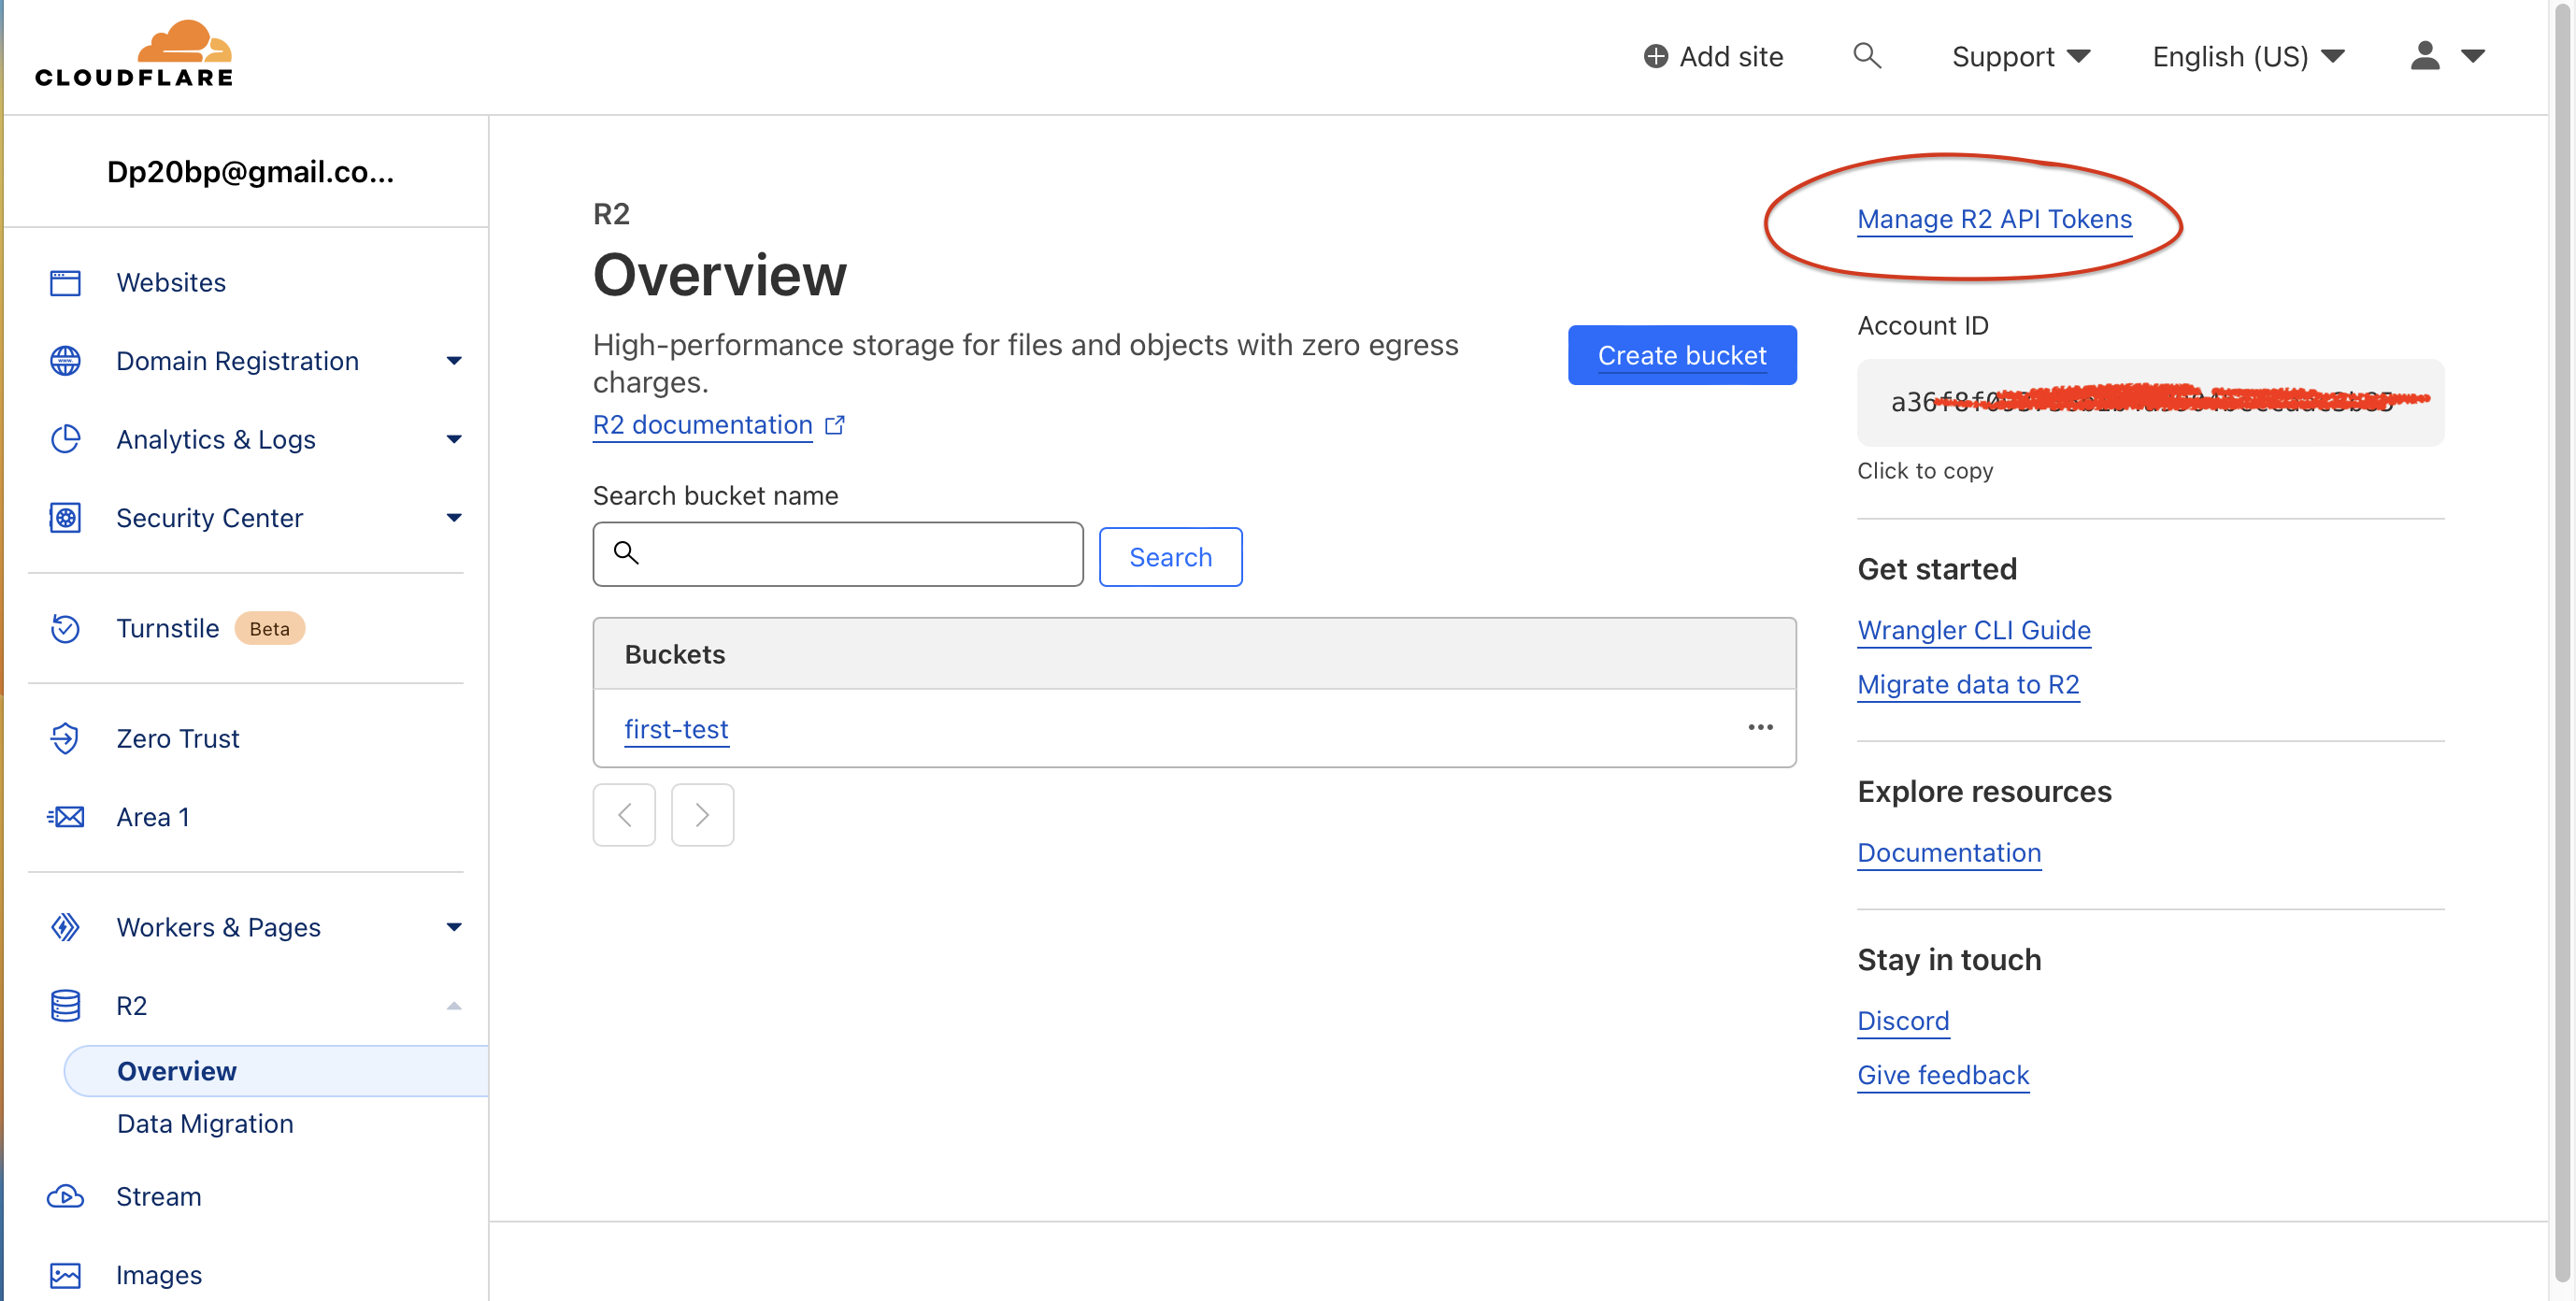 CLOUDFLARE
Add site
Support
English (US)
Dp20bp@gmail.co...
Websites
Domain Registration
Analytics & Logs
Security Center
Turnstile Beta
Zero Trust
Area 1
Workers & Pages
R2
Overview
Data Migration
Stream
Images
R2
Overview
High-performance storage for files and objects with zero egress
charges.
R2 documentation
Create bucket
Search bucket name
Search
Buckets
first-test
Manage R2 API Tokens
Account ID
Click to copy
Get started
Wrangler CLI Guide
Migrate data to R2
Explore resources
Documentation
Stay in touch
Discord
Give feedback